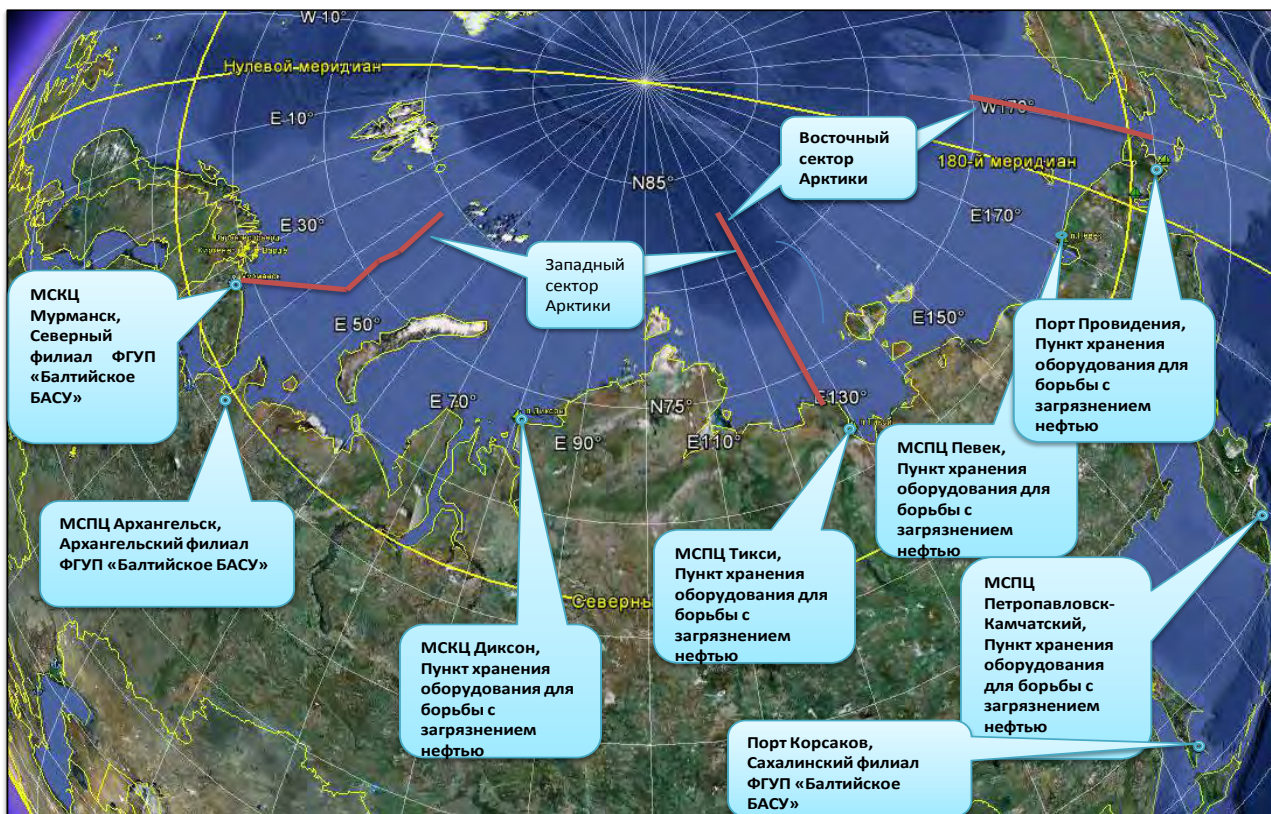 W 10°
Нулевой меридиан
E 10°
E 30°
Мурманск
W170°
180-й меридиан
N85°
E170°
п.Певек
E150°
E 50°
E 70°
п.Диксон
E 90°
N75°
E110°
E130°
Восточный
сектор
Арктики
Западный
сектор
Арктики
МСКЦ
Мурманск,
Северный
филиал ФГУП
«Балтийское
БАСУ»
МСПЦ Архангельск,
Архангельский филиал
ФГУП «Балтийское БАСУ»
МСКЦ Диксон,
Пункт хранения
оборудования для
борьбы с
загрязнением
нефтью
Северны
МСПЦ Тикси,
Пункт хранения
оборудования для
борьбы с
загрязнением
нефтью
МСПЦ Певек,
Пункт хранения
оборудования для
борьбы с
загрязнением
нефтью
Порт Провидения,
Пункт хранения
оборудования для
борьбы с
загрязнением
нефтью
МСПЦ
Петропавловск-
Камчатский,
Пункт хранения
оборудования
для борьбы с
загрязнением
нефтью
Порт Корсаков,
Сахалинский филиал
ФГУП «Балтийское
БАСУ»